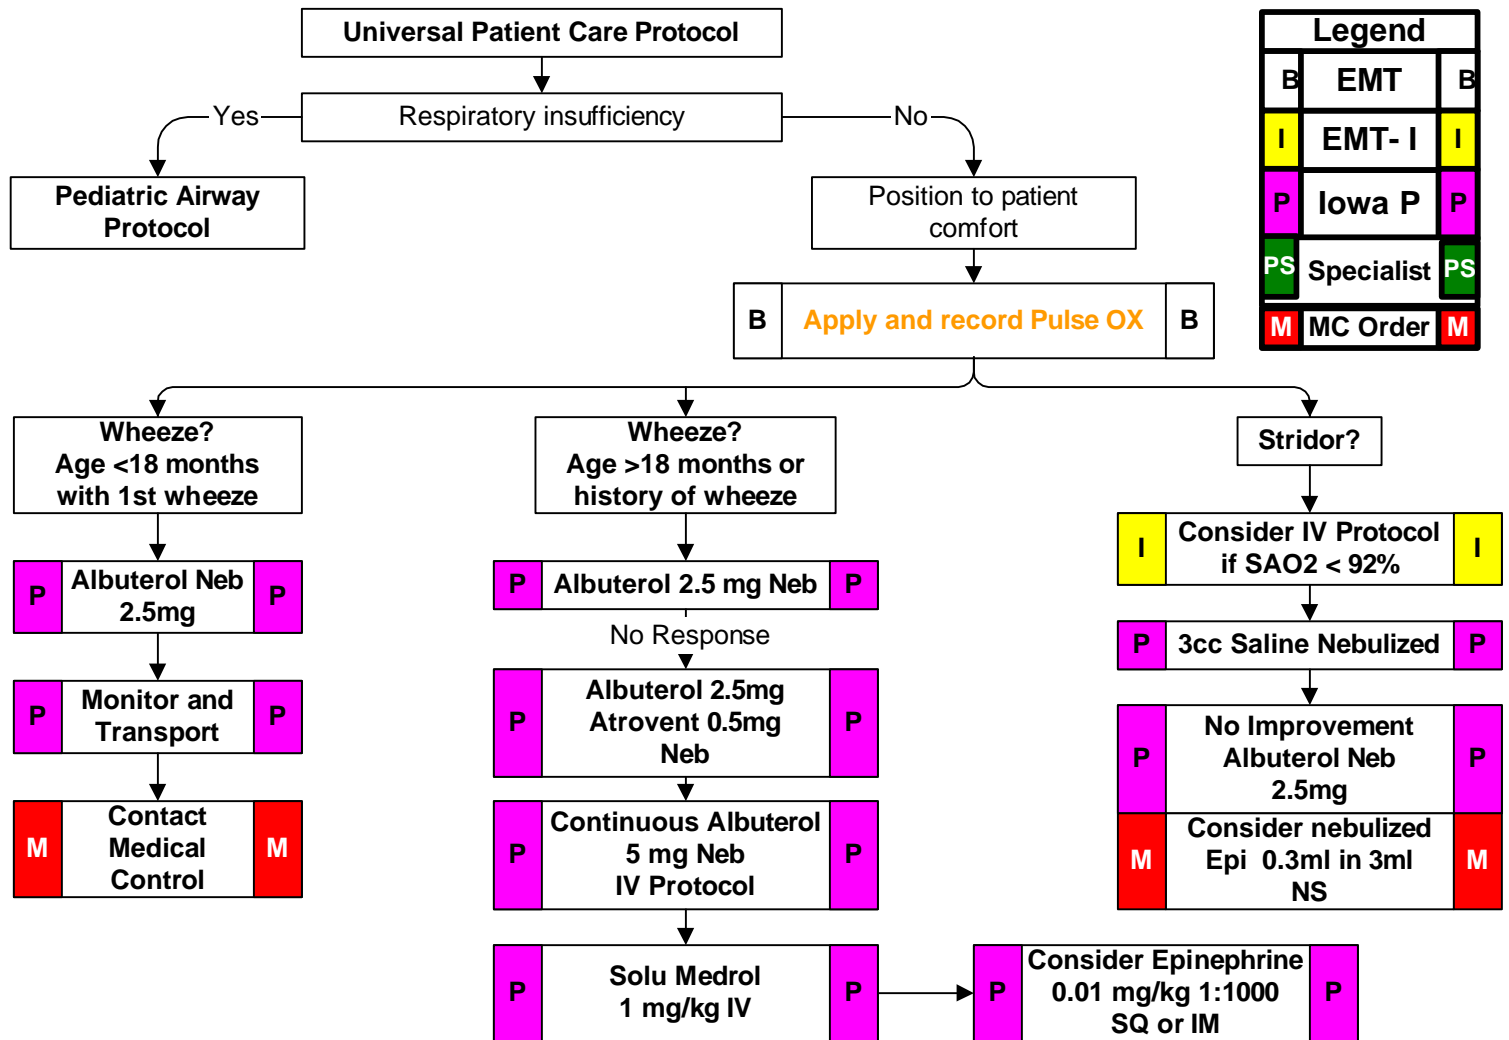 Universal Patient Care Protocol
Respiratory insufficiency
Yes
No
Pediatric Airway
Protocol
Position to patient
comfort
B Apply and record Pulse OX B
Legend
B EMT B
I EMT- I I
P Iowa P P
PS Specialist PS
M MC Order M
Wheeze?
Age <18 months
with 1st wheeze
P Albuterol Neb P
2.5mg
P Monitor and P
Transport
M Contact M
Medical
Control
Wheeze?
Age >18 months or
history of wheeze
P Albuterol 2.5 mg Neb P
No Response
P Albuterol 2.5mg P
Atrovent 0.5mg
Neb
P Continuous Albuterol P
5 mg Neb
IV Protocol
P Solu Medrol P
1 mg/kg IV
P Consider Epinephrine P
0.01 mg/kg 1:1000
SQ or IM
Stridor?
I Consider IV Protocol I
if SAO2 < 92%
P 3cc Saline Nebulized P
P No Improvement P
Albuterol Neb
2.5mg
M Consider nebulized M
Epi 0.3ml in 3ml
NS